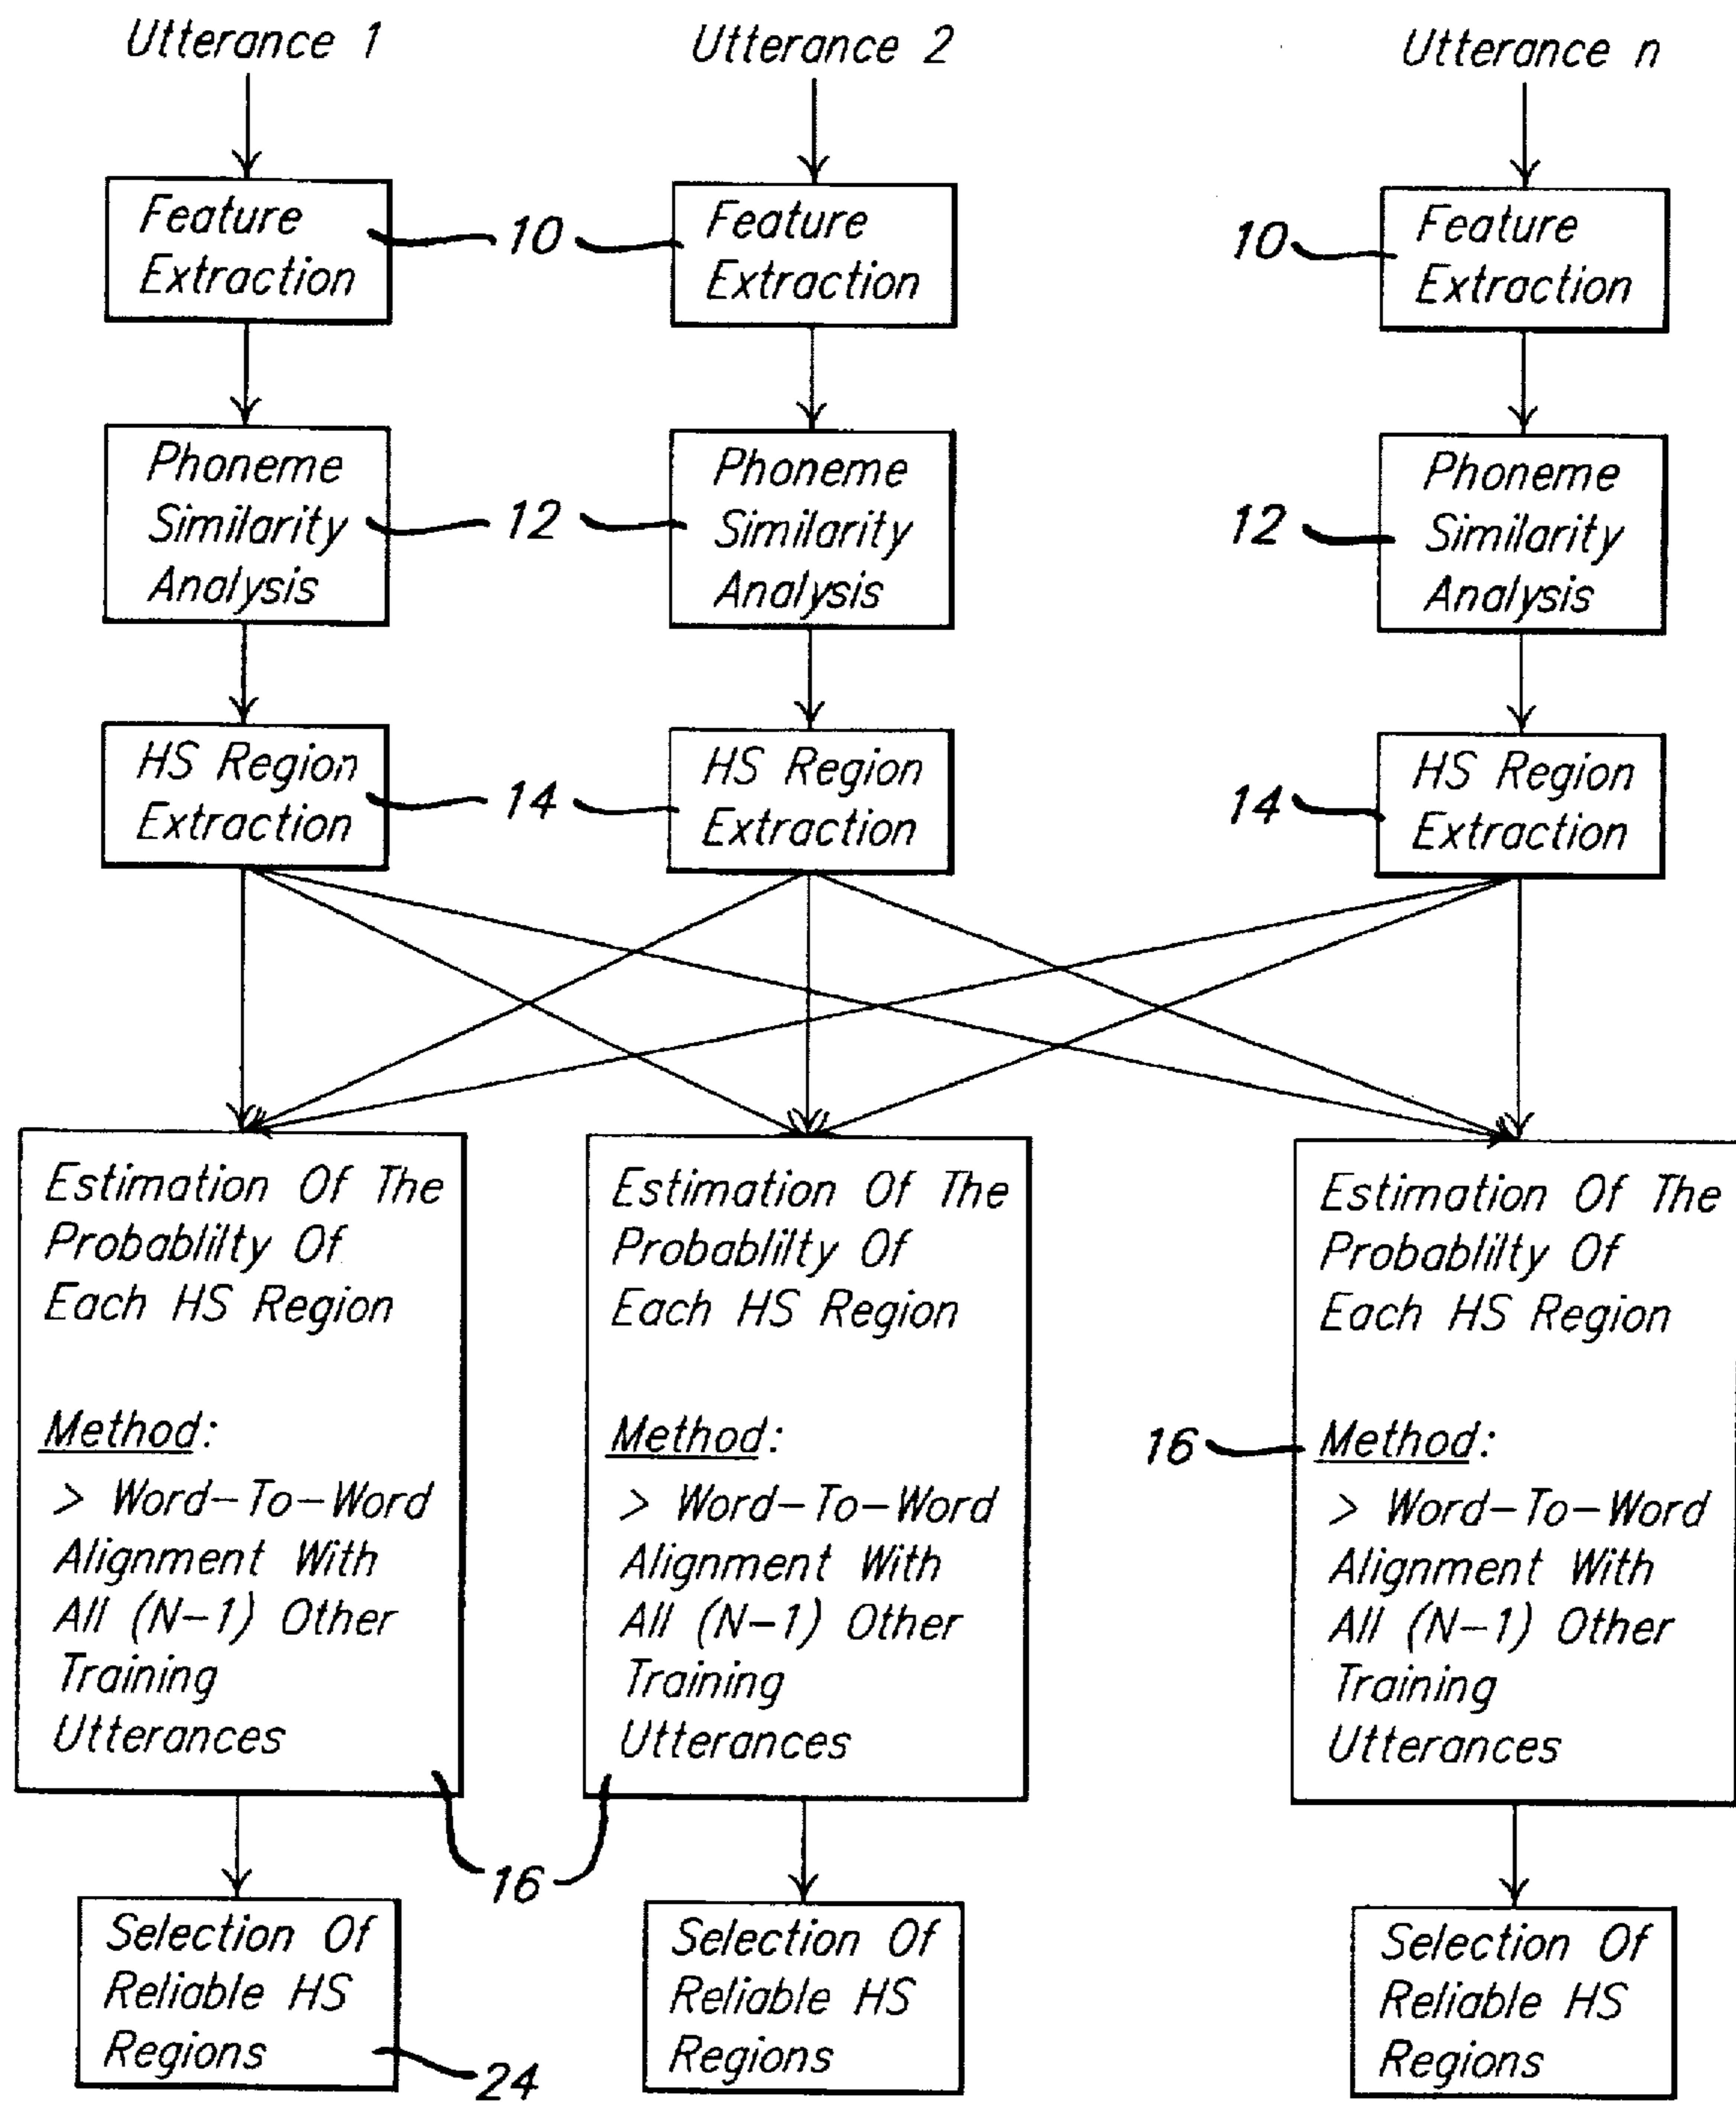 Utterance 1
Utterance 2
Utterance n
Feature
Extraction
10
Feature
Extraction
10
Feature
Extraction
Phoneme
Similarity
Analysis
12
Phoneme
Similarity
Analysis
12
Phoneme
Similarity
Analysis
HS Region
Extraction
14
HS Region
Extraction
14
HS Region
Extraction
Estimation Of The
Probablilty Of
Each HS Region
Method:
> Word-To-Word
Alignment With
All (N-1) Other
Training
Utterances
Estimation Of The
Probablilty Of
Each HS Region
Method:
> Word-To-Word
Alignment With
All (N-1) Other
Training
Utterances
16
Estimation Of The
Probablilty Of
Each HS Region
16
Method:
> Word-To-Word
Alignment With
All (N-1) Other
Training
Utterances
Selection Of
Reliable HS
Regions
24
Selection Of
Reliable HS
Regions
Selection Of
Reliable HS
Regions